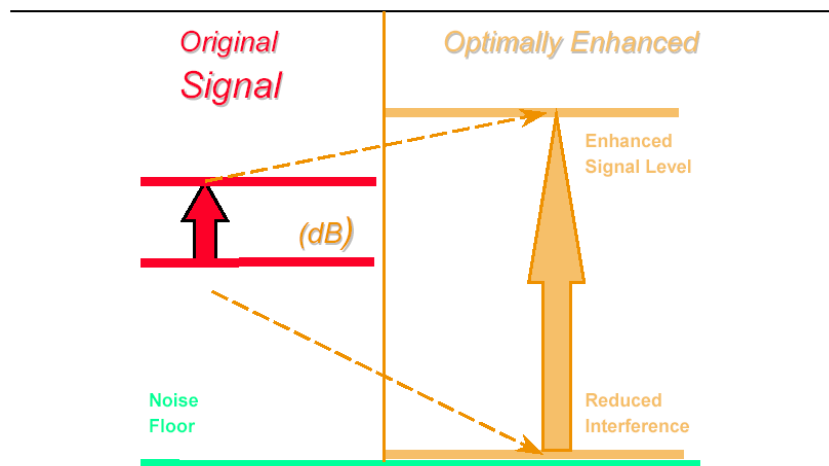 Original
Signal
Optimally Enhanced
Enhanced
Signal Level
(dB)
Noise
Floor
Reduced
Interference